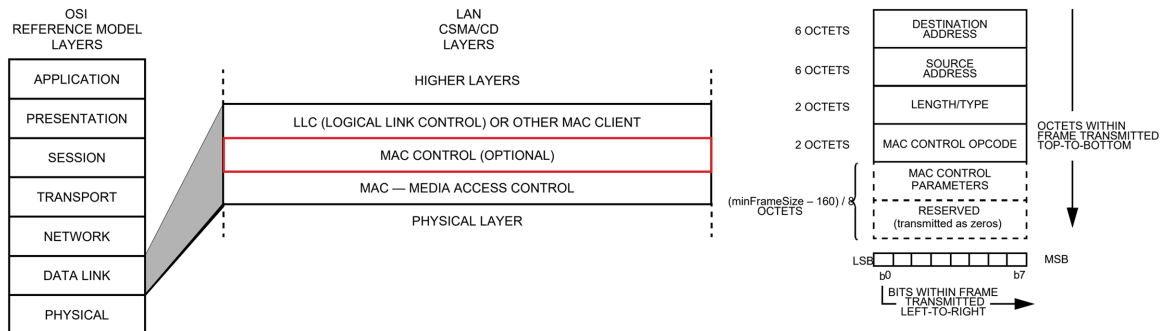 OSI
REFERENCE MODEL
LAYERS
APPLICATION
PRESENTATION
SESSION
TRANSPORT
NETWORK
DATA LINK
PHYSICAL
LAN
CSMA/CD
LAYERS
HIGHER LAYERS
LLC (LOGICAL LINK CONTROL) OR OTHER MAC CLIENT
MAC CONTROL (OPTIONAL)
MAC — MEDIA ACCESS CONTROL
PHYSICAL LAYER
6 OCTETS
DESTINATION
ADDRESS
6 OCTETS
SOURCE
ADDRESS
2 OCTETS
LENGTH/TYPE
2 OCTETS
MAC CONTROL OPCODE
(minFrameSize – 160) / 8
OCTETS
MAC CONTROL
PARAMETERS
RESERVED
(transmitted as zeros)
OCTETS WITHIN
FRAME TRANSMITTED
TOP-TO-BOTTOM
LSB
MSB
b0
b7
BITS WITHIN FRAME
TRANSMITTED
LEFT-TO-RIGHT